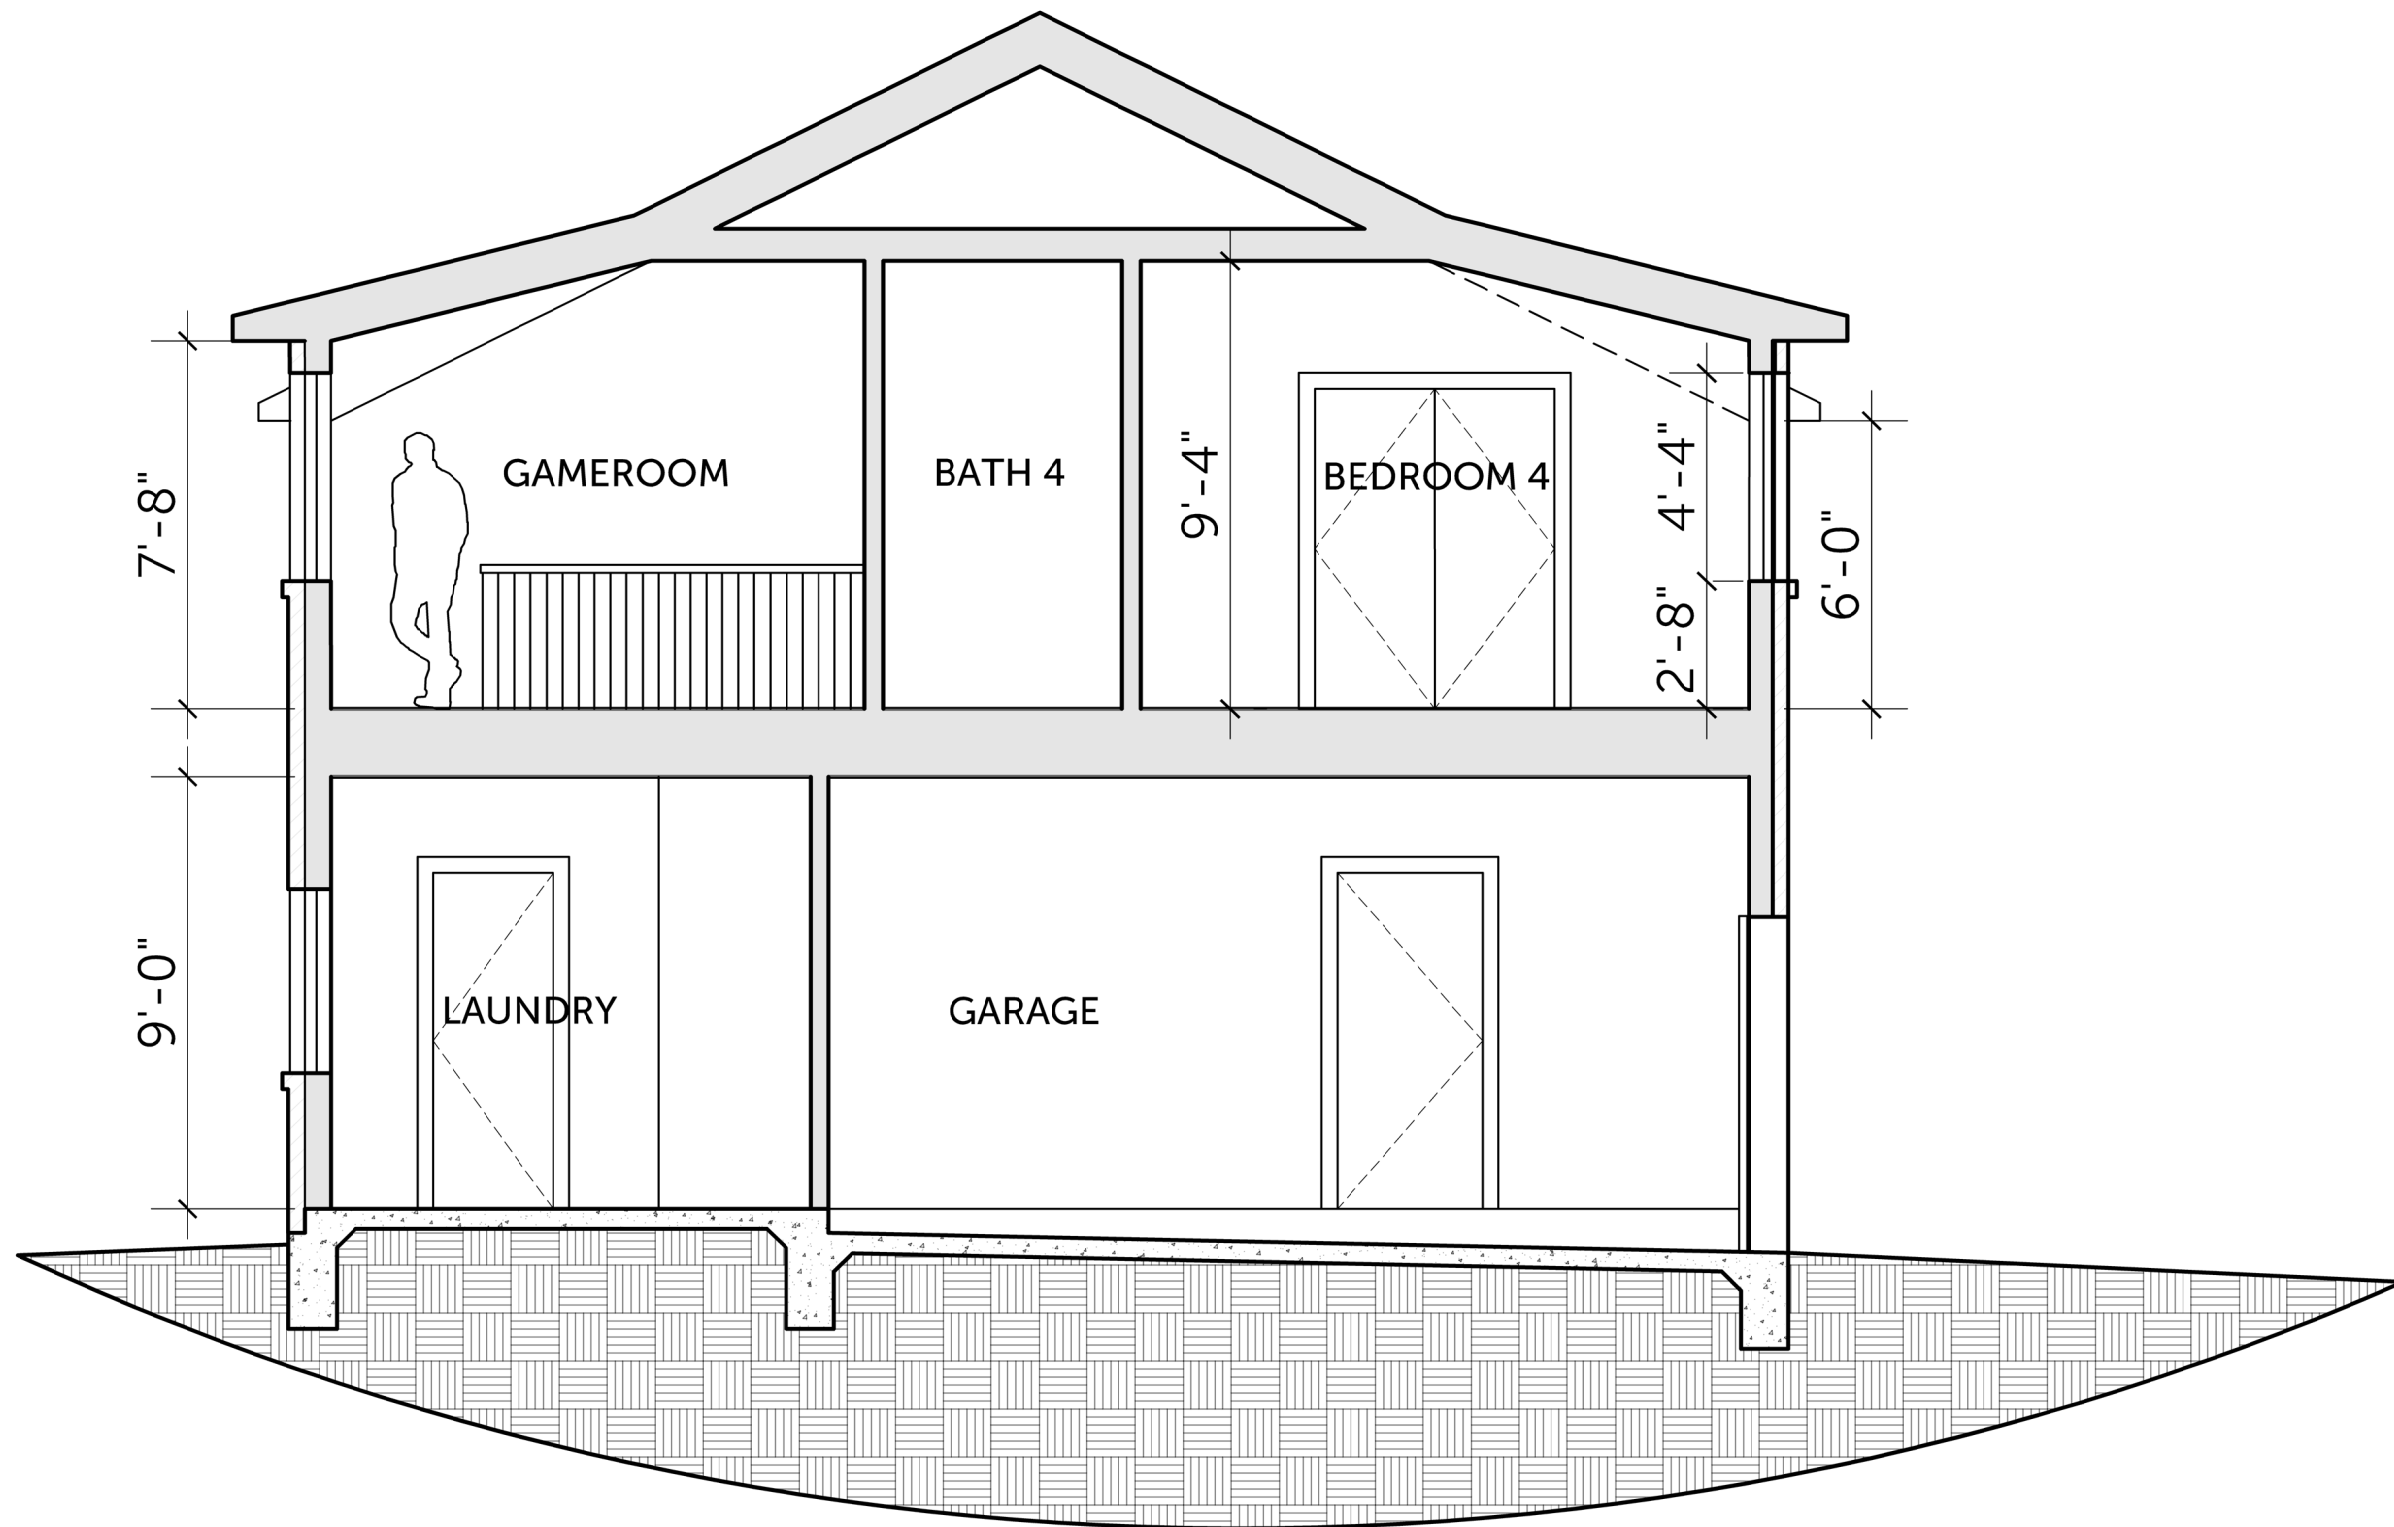 GAMEROOM
BATH 4
BEDROOM 4
7'-8"
9'-4"
4'-4"
2'-8"
6'-0"
9'-0"
LAUNDRY
GARAGE